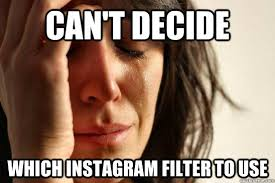 CAN'T DECIDE
WHICH INSTAGRAM FILTER TO USE